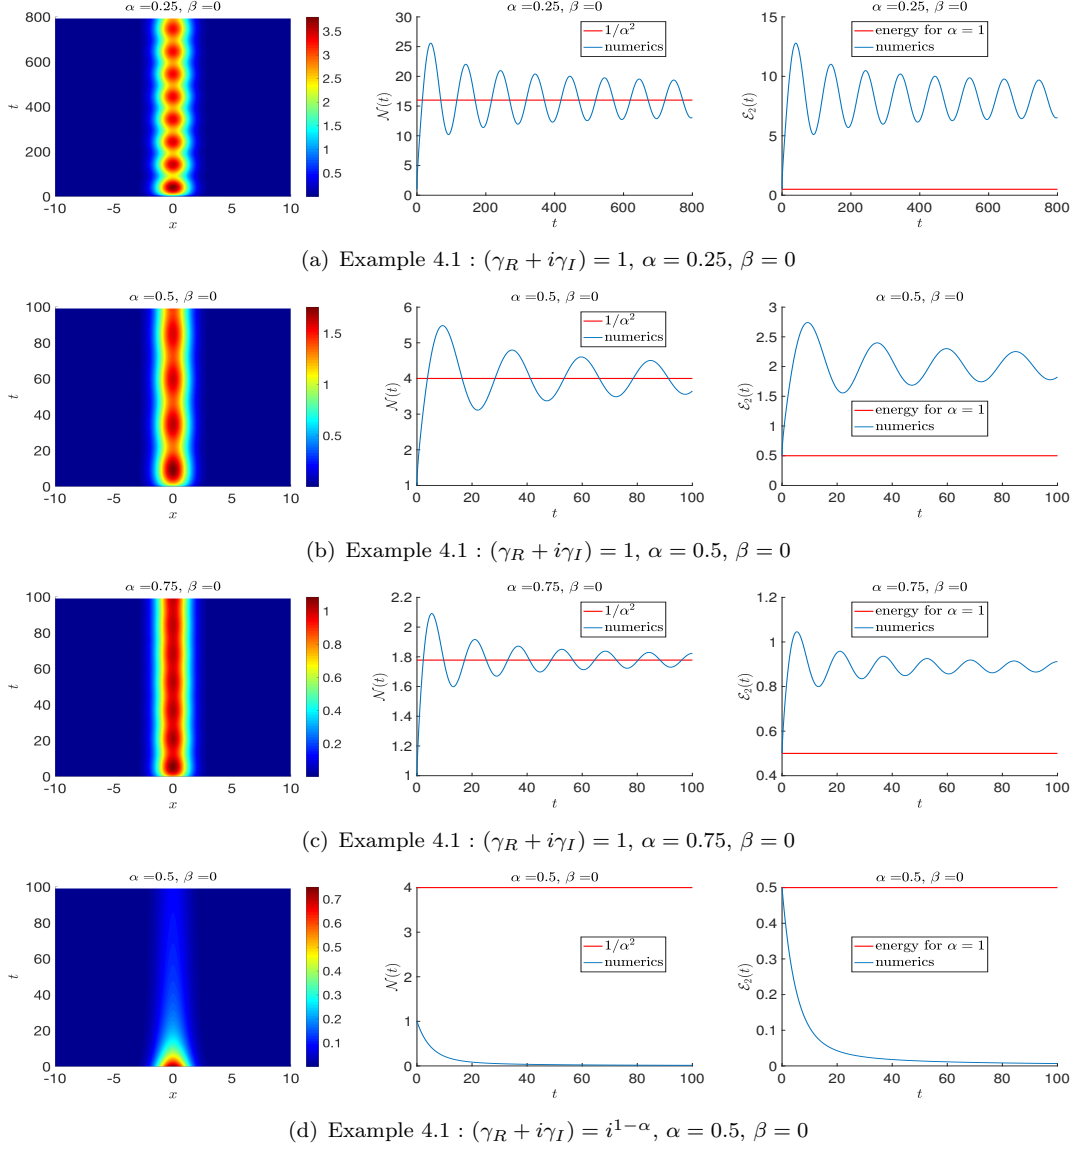 α =0.25, β =0
800
600
400
200
0
t
-10 -5 0 5 10
x
3.5
3
2.5
2
1.5
1
0.5
α =0.25, β =0
30
25
20
15
10
5
0
𝒩(t)
1/α²
numerics
0 200 400 600 800
t
α =0.25, β =0
15
10
5
0
ℰ₂(t)
energy for α = 1
numerics
0 200 400 600 800
t
(a) Example 4.1 : (γ_R + iγ_I) = 1, α = 0.25, β = 0
α =0.5, β =0
100
80
60
40
20
0
t
-10 -5 0 5 10
x
1.5
1
0.5
α =0.5, β =0
6
5
4
3
2
1
𝒩(t)
1/α²
numerics
0 20 40 60 80 100
t
α =0.5, β =0
3
2.5
2
1.5
1
0.5
0
ℰ₂(t)
energy for α = 1
numerics
0 20 40 60 80 100
t
(b) Example 4.1 : (γ_R + iγ_I) = 1, α = 0.5, β = 0
α =0.75, β =0
100
80
60
40
20
0
t
-10 -5 0 5 10
x
1
0.8
0.6
0.4
0.2
α =0.75, β =0
2.2
2
1.8
1.6
1.4
1.2
1
𝒩(t)
1/α²
numerics
0 20 40 60 80 100
t
α =0.75, β =0
1.2
1
0.8
0.6
0.4
ℰ₂(t)
energy for α = 1
numerics
0 20 40 60 80 100
t
(c) Example 4.1 : (γ_R + iγ_I) = 1, α = 0.75, β = 0
α =0.5, β =0
100
80
60
40
20
0
t
-10 -5 0 5 10
x
0.7
0.6
0.5
0.4
0.3
0.2
0.1
α =0.5, β =0
4
3
2
1
0
𝒩(t)
1/α²
numerics
0 20 40 60 80 100
t
α =0.5, β =0
0.5
0.4
0.3
0.2
0.1
0
ℰ₂(t)
energy for α = 1
numerics
0 20 40 60 80 100
t
(d) Example 4.1 : (γ_R + iγ_I) = i^{1−α}, α = 0.5, β = 0